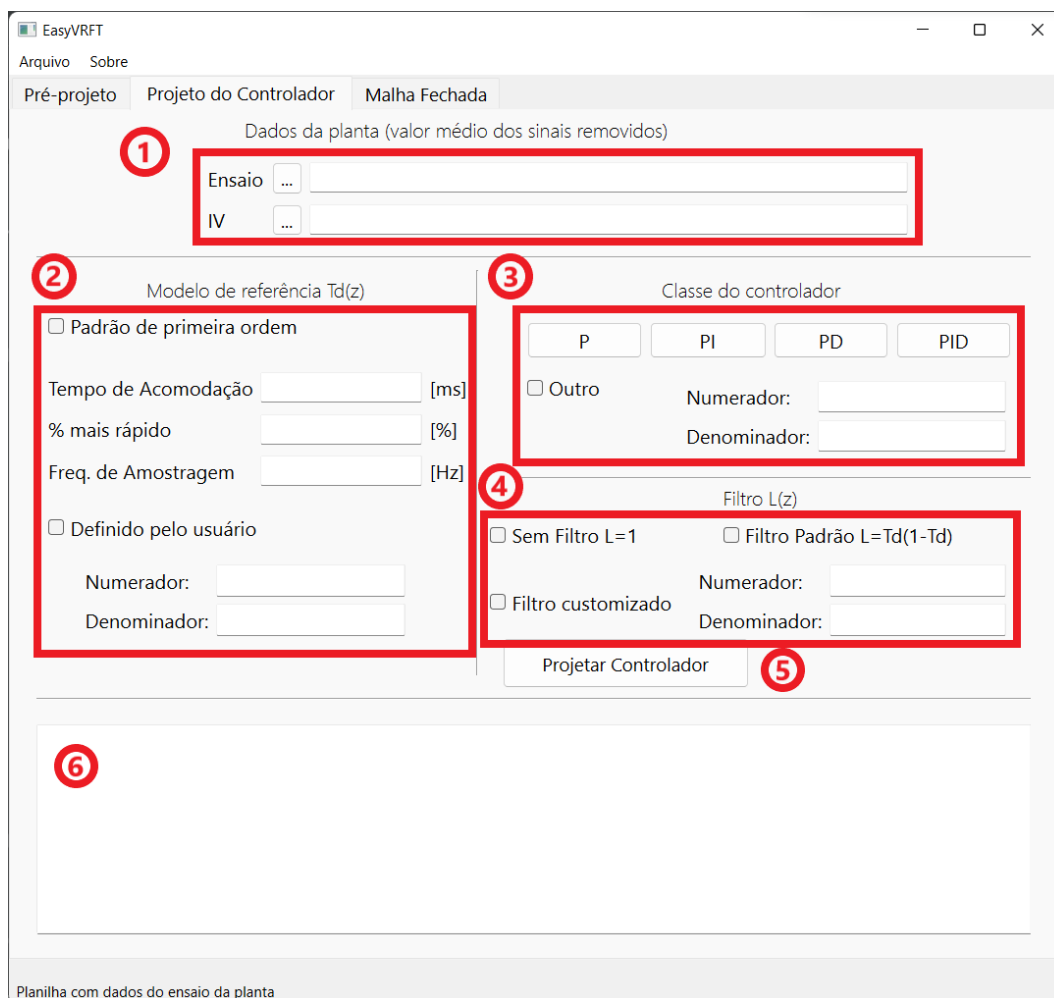 EasyVRFT
Arquivo Sobre
Pré-projeto Projeto do Controlador Malha Fechada
Dados da planta (valor médio dos sinais removidos)
1
Ensaio ...
IV ...
2
Modelo de referência Td(z)
Padrão de primeira ordem
Tempo de Acomodação [ms]
% mais rápido [%]
Freq. de Amostragem [Hz]
Definido pelo usuário
Numerador:
Denominador:
3
Classe do controlador
P PI PD PID
Outro Numerador:
Denominador:
4
Filtro L(z)
Sem Filtro L=1 Filtro Padrão L=Td(1-Td)
Filtro customizado Numerador:
Denominador:
Projetar Controlador 5
6
Planilha com dados do ensaio da planta